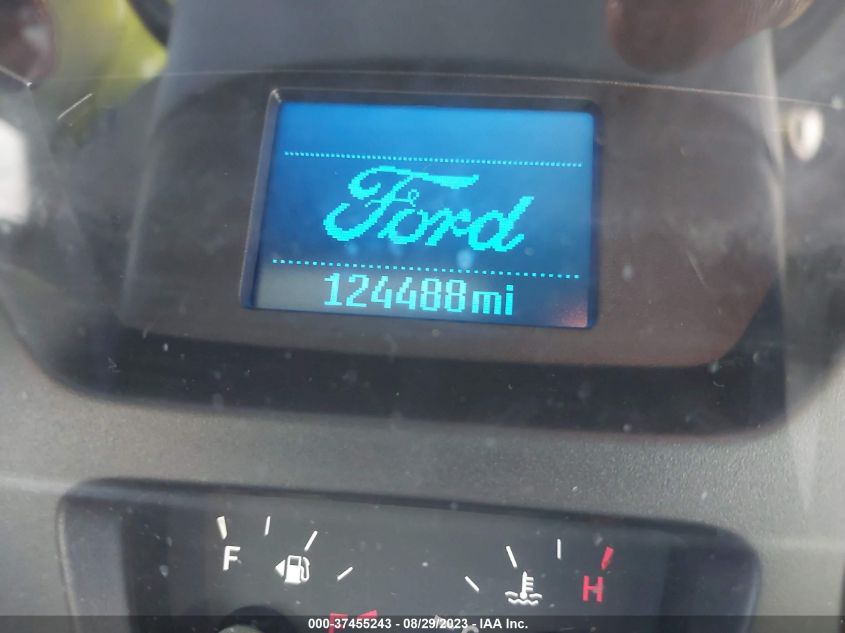 Ford
124488mi
F
H
000-37455243 - 08/29/2023 - IAA Inc.